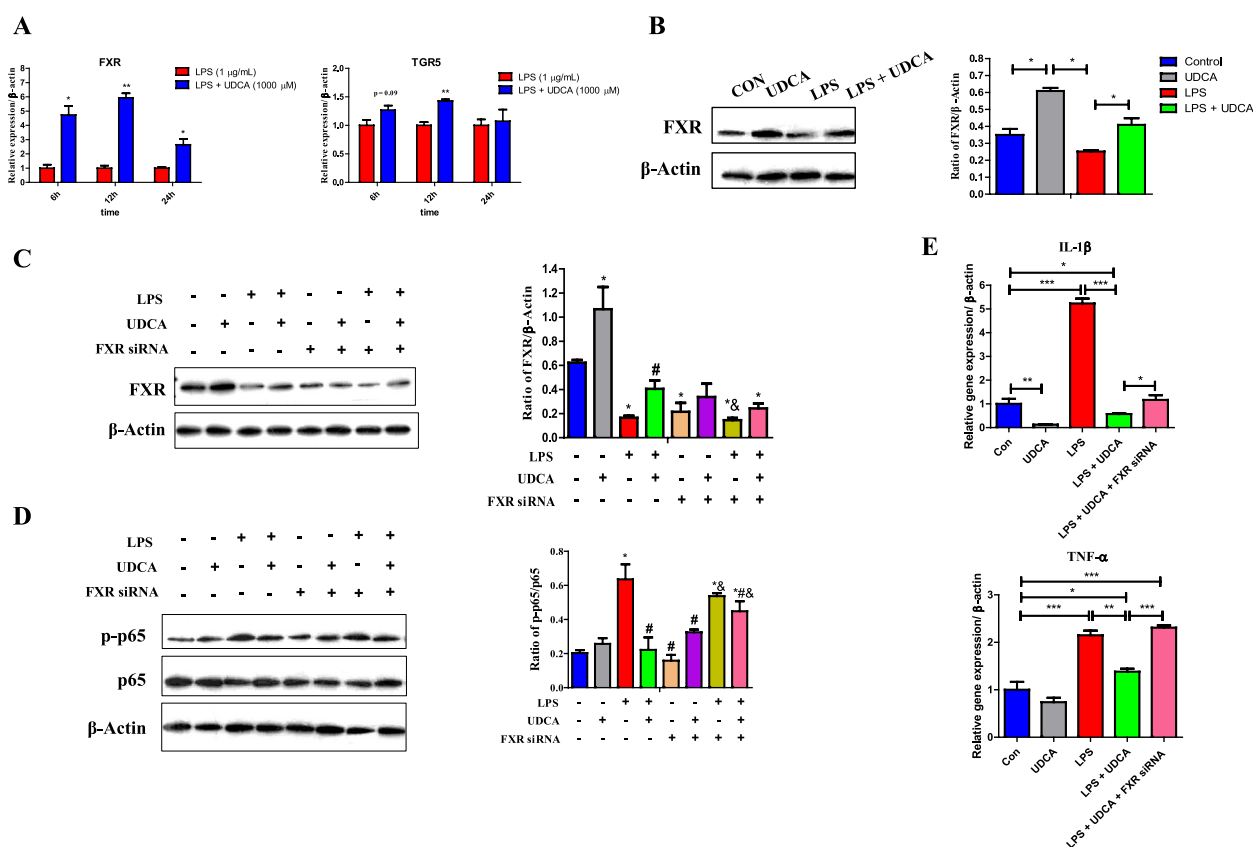 A
FXR
Relative expression/ β-actin
8
7
6
5
4
3
2
1
0
*
**
*
6h
12h
24h
time
LPS (1 μg/mL)
LPS + UDCA (1000 μM)
TGR5
Relative expression/ β-actin
2.0
1.5
1.0
0.5
0.0
p = 0.09
**
6h
12h
24h
time
LPS (1 μg/mL)
LPS + UDCA (1000 μM)
B
CON
UDCA
LPS
LPS + UDCA
FXR
β-Actin
Ratio of FXR/β -Actin
0.8
0.6
0.4
0.2
0.0
*
*
*
Control
UDCA
LPS
LPS + UDCA
C
LPS - - + + - - + +
UDCA - + - + - + - +
FXR siRNA - - - - + + + +
FXR
β-Actin
Ratio of FXR/β-Actin
1.4
1.2
1.0
0.8
0.6
0.4
0.2
0.0
*
*
#
*
*&
*
LPS - - + + - - + +
UDCA - + - + - + - +
FXR siRNA - - - - + + + +
D
LPS - - + + - - + +
UDCA - + - + - + - +
FXR siRNA - - - - + + + +
p-p65
p65
β-Actin
Ratio of p-p65/p65
0.8
0.6
0.4
0.2
0.0
*
#
#
#
*&
*#&
LPS - - + + - - + +
UDCA - + - + - + - +
FXR siRNA - - - - + + + +
E
IL-1β
Relative gene expression/ β-actin
6
5
4
3
2
1
0
*
***
***
**
*
Con
UDCA
LPS
LPS + UDCA
LPS + UDCA + FXR siRNA
TNF-α
Relative gene expression/ β-actin
3
2
1
0
***
*
***
**
***
Con
UDCA
LPS
LPS + UDCA
LPS + UDCA + FXR siRNA